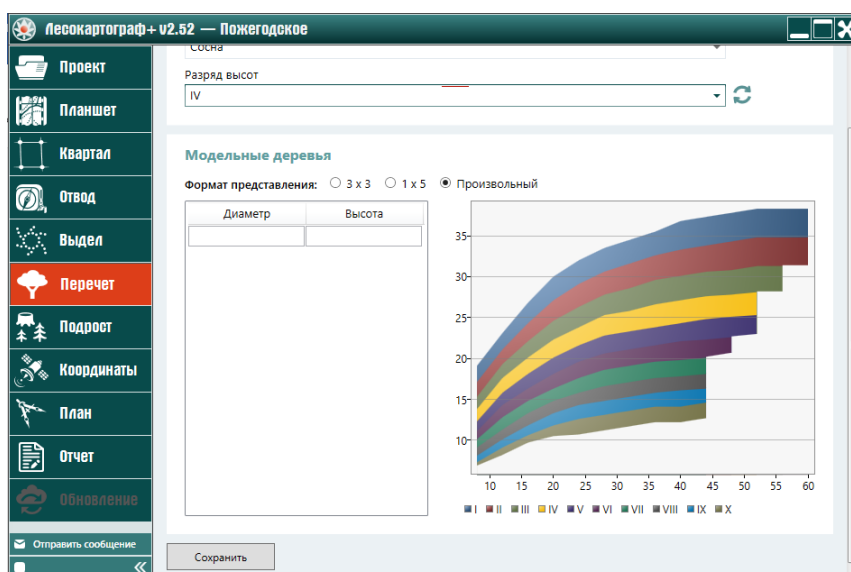 Лесокартограф+ v2.52 — Пожегодское
Проект
Планшет
Квартал
Отвод
Выдел
Перечет
Подрост
Координаты
План
Отчет
Обновление
Отправить сообщение
Сосна
Разряд высот
IV
Модельные деревья
Формат представления: 3 x 3 1 x 5 Произвольный
Диаметр Высота
35
30
25
20
15
10
10 15 20 25 30 35 40 45 50 55 60
I II III IV V VI VII VIII IX X
Сохранить